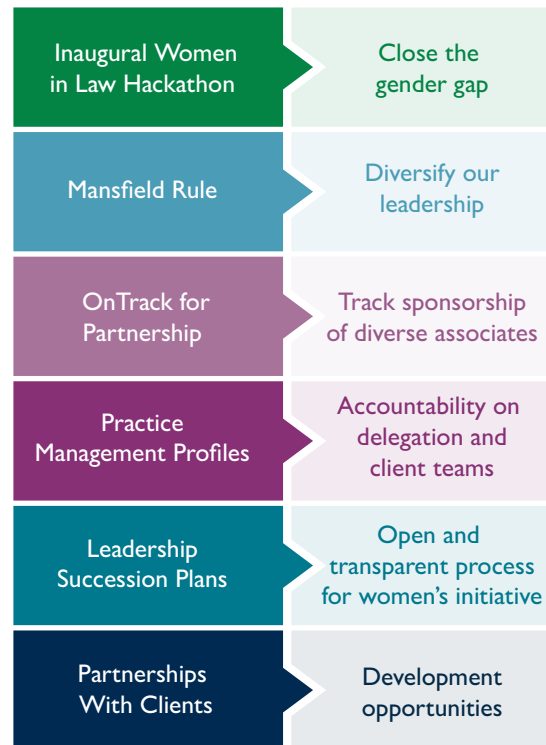 Inaugural Women
in Law Hackathon
Close the
gender gap
Mansfield Rule
Diversify our
leadership
OnTrack for
Partnership
Track sponsorship
of diverse associates
Practice
Management Profiles
Accountability on
delegation and
client teams
Leadership
Succession Plans
Open and
transparent process
for women’s initiative
Partnerships
With Clients
Development
opportunities